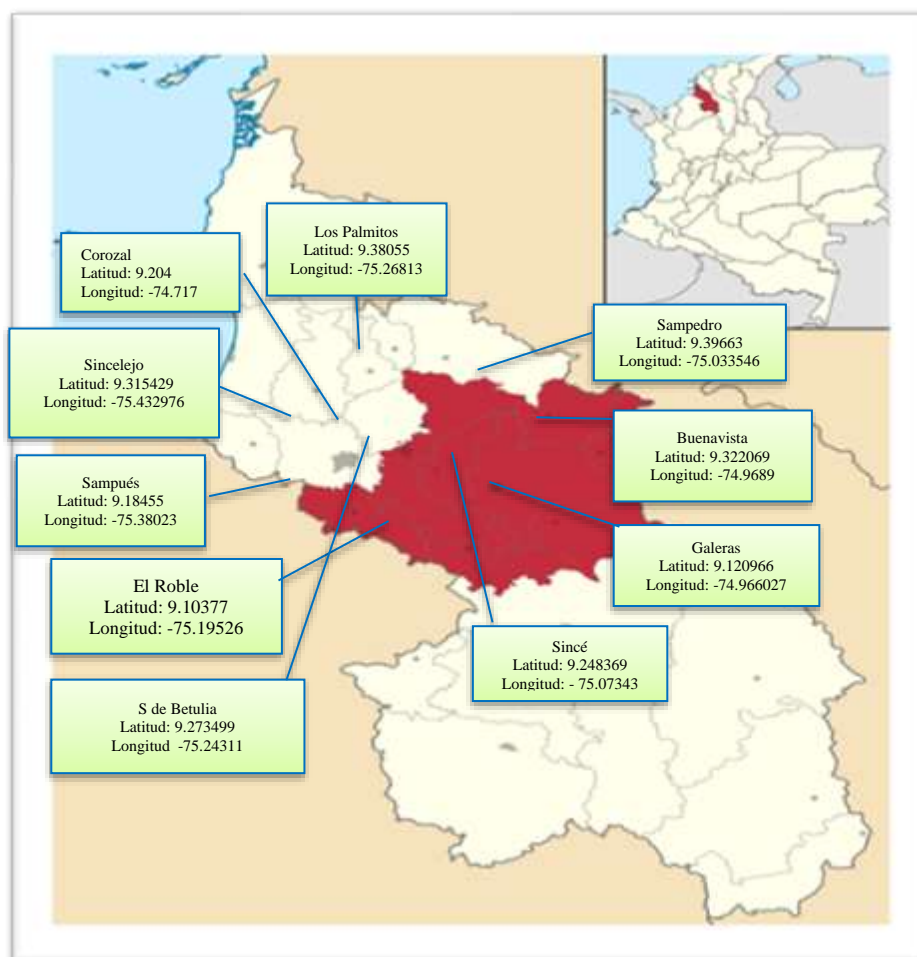 Los Palmitos
Latitud: 9.38055
Longitud: -75.26813
Corozal
Latitud: 9.204
Longitud: -74.717
Sampedro
Latitud: 9.39663
Longitud: -75.033546
Sincelejo
Latitud: 9.315429
Longitud: -75.432976
Buenavista
Latitud: 9.322069
Longitud: -74.9689
Sampués
Latitud: 9.18455
Longitud: -75.38023
Galeras
Latitud: 9.120966
Longitud: -74.966027
El Roble
Latitud: 9.10377
Longitud: -75.19526
Sincé
Latitud: 9.248369
Longitud: - 75.07343
S de Betulia
Latitud: 9.273499
Longitud -75.24311